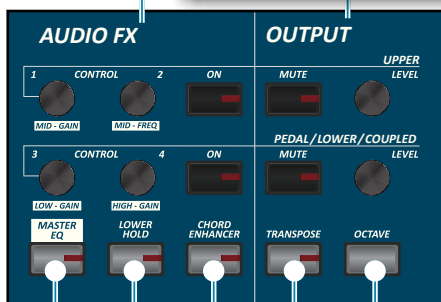 AUDIO FX OUTPUT
UPPER
1 CONTROL 2 ON MUTE LEVEL
MID - GAIN MID - FREQ
PEDAL/LOWER/COUPLED
3 CONTROL 4 ON MUTE LEVEL
LOW - GAIN HIGH - GAIN
MASTER EQ LOWER HOLD CHORD ENHANCER TRANSPOSE OCTAVE